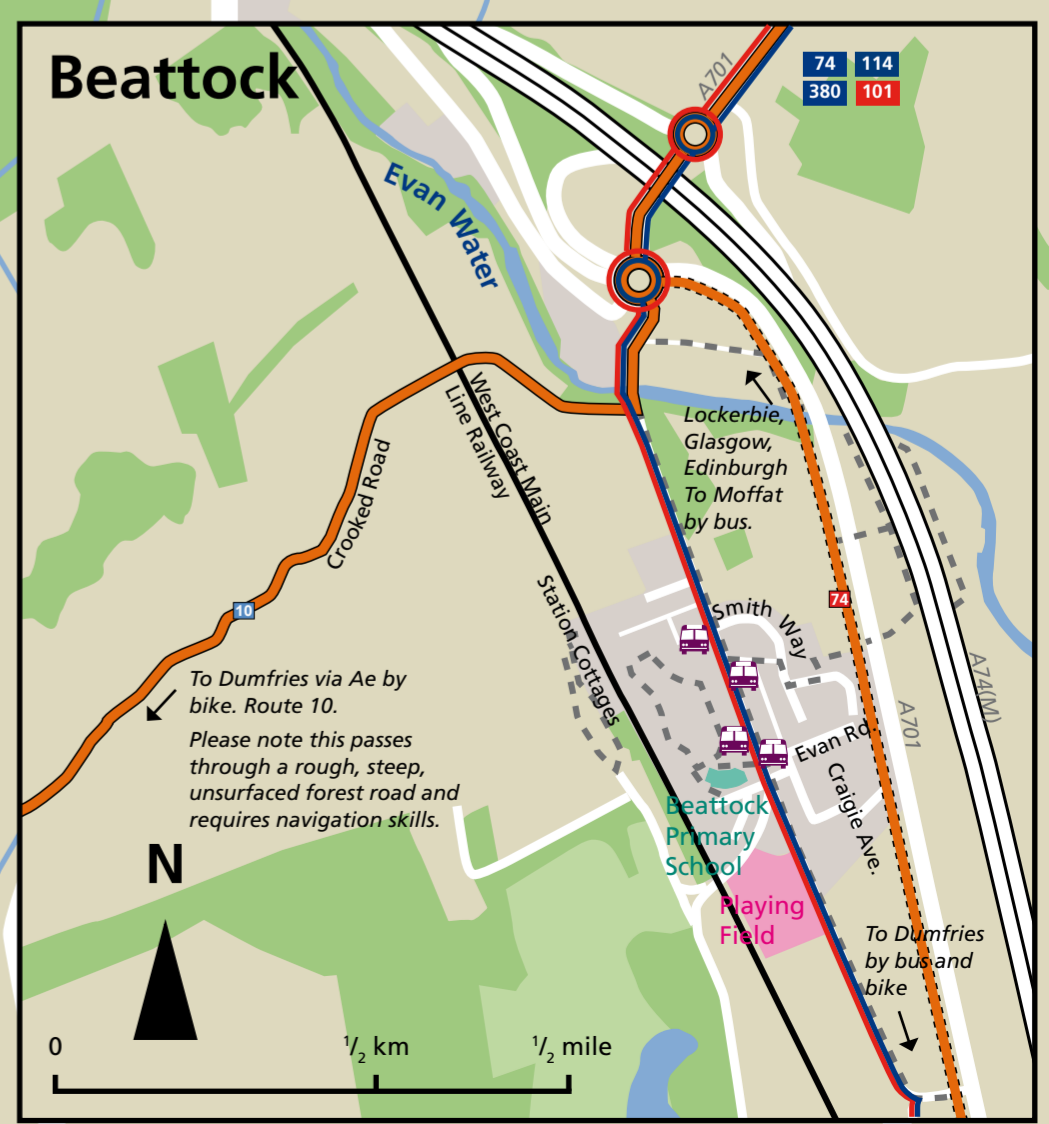 Beattock
A701
74 114
380 101
Evan Water
West Coast Main
Line Railway
Crooked Road
Lockerbie,
Glasgow,
Edinburgh
To Moffat
by bus.
10
74
Smith Way
Station Cottages
A74(M)
To Dumfries via Ae by
bike. Route 10.
Please note this passes
through a rough, steep,
unsurfaced forest road and
requires navigation skills.
A701
Evan Rd.
Craigie Ave.
Beattock
Primary
School
N
Playing
Field
To Dumfries
by bus and
bike
0 1/2 km 1/2 mile